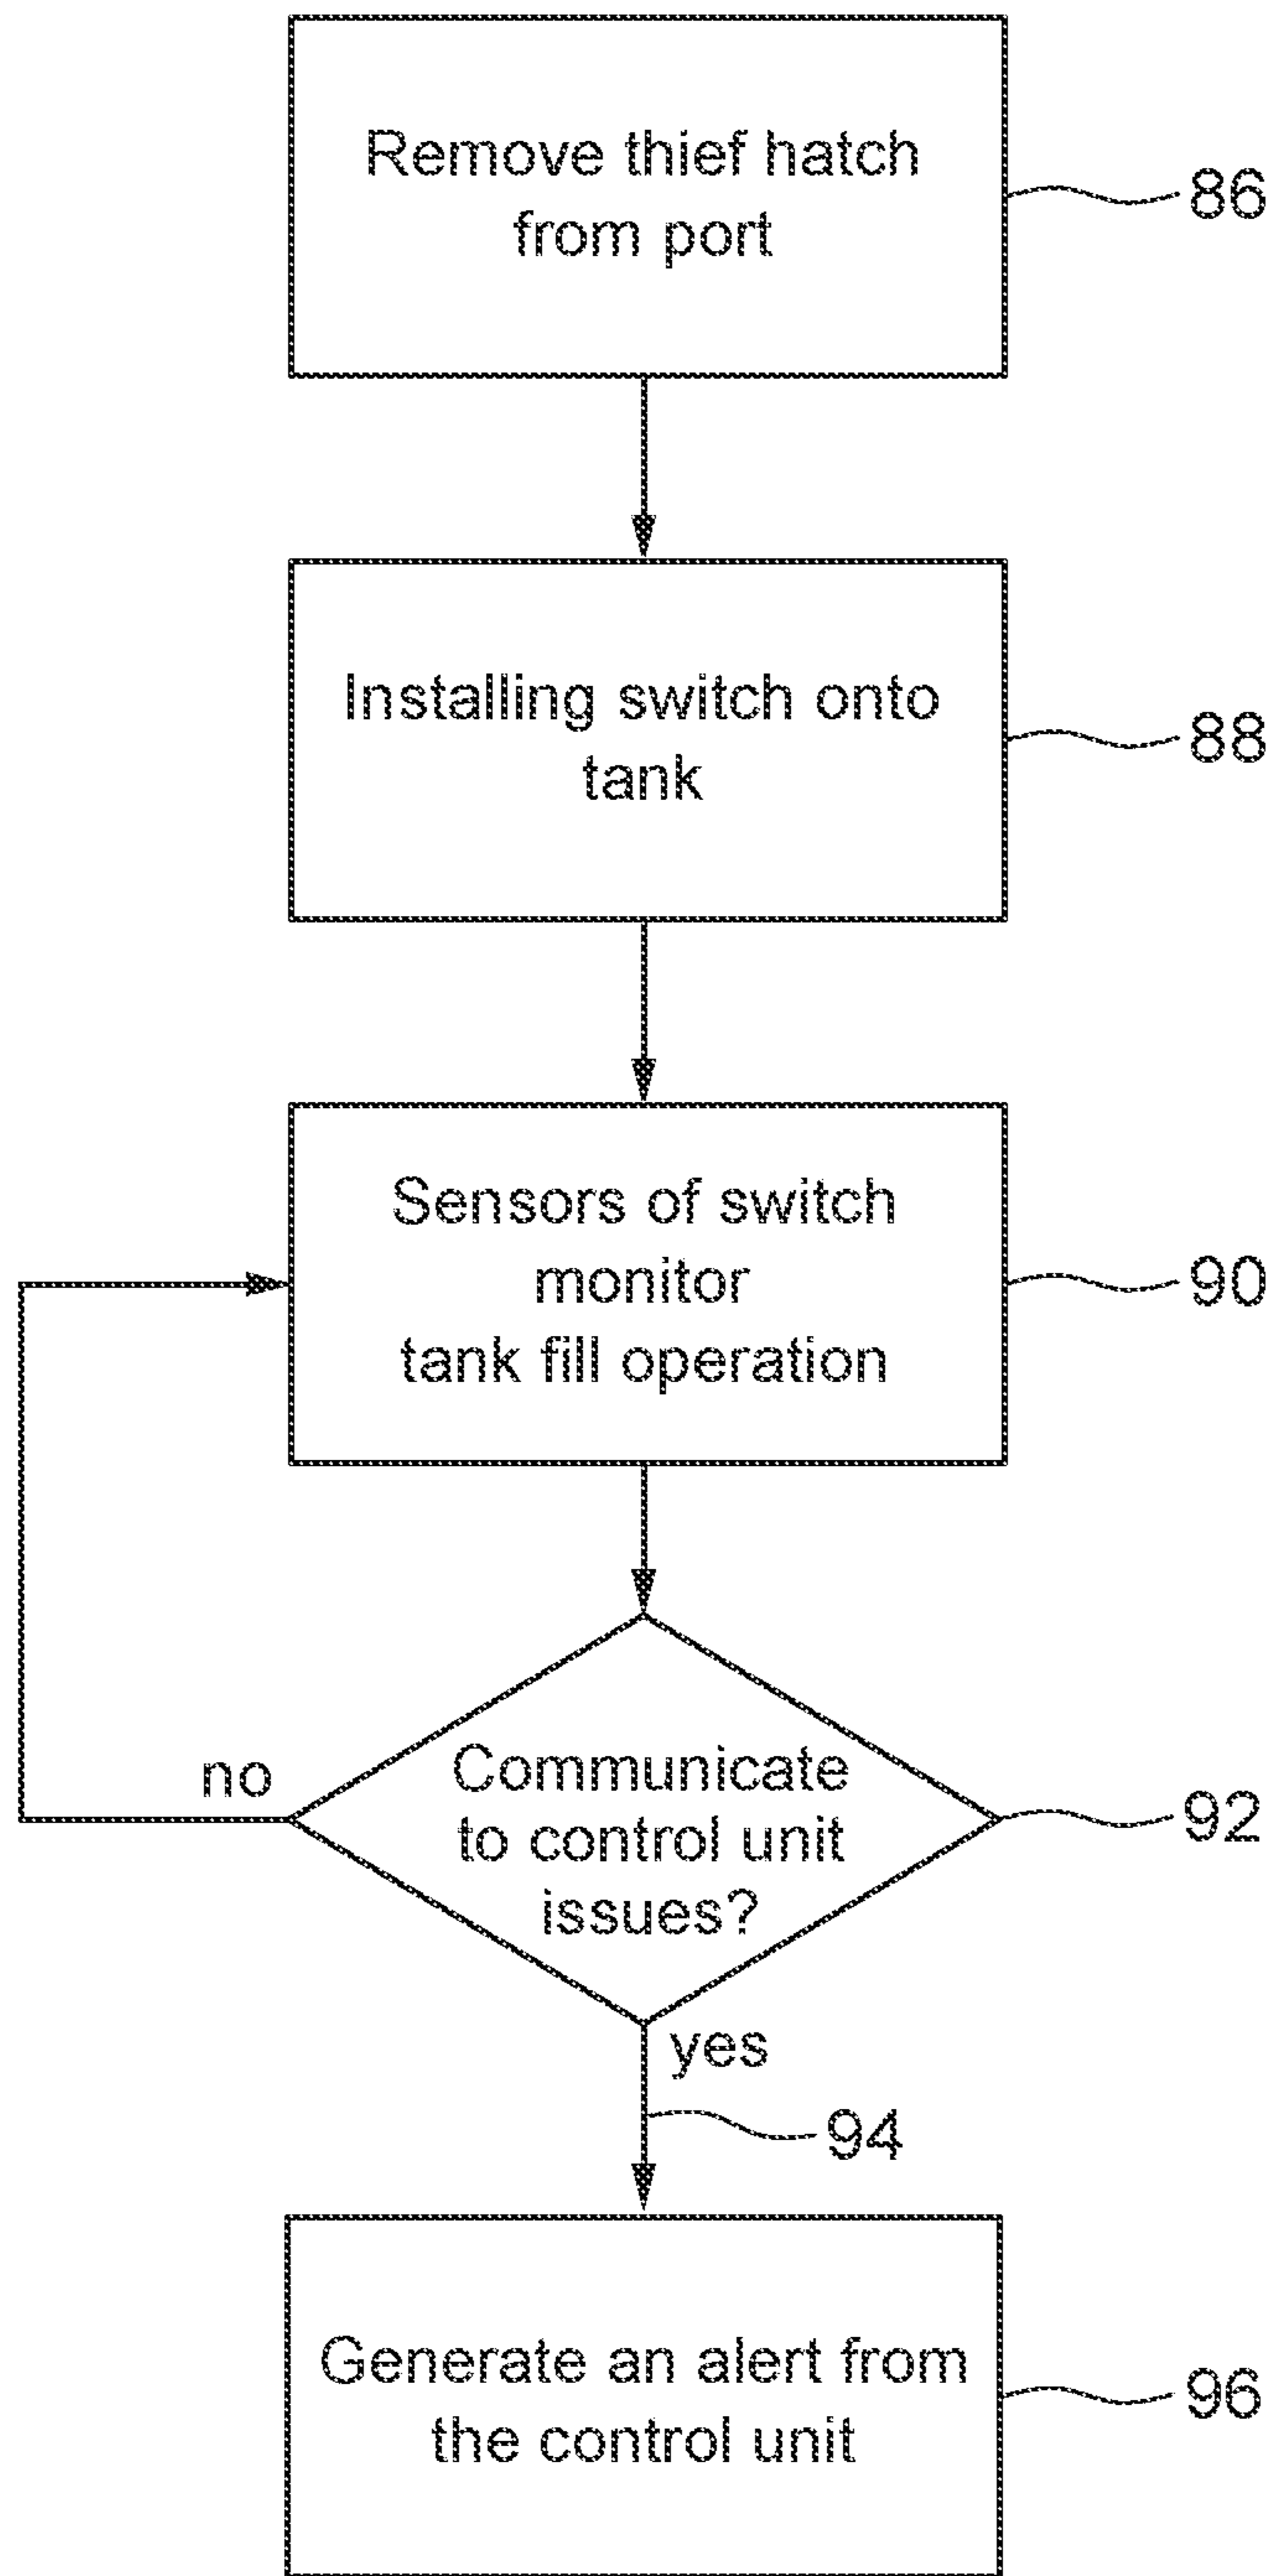 Remove thief hatch
from port
86
Installing switch onto
tank
88
Sensors of switch
monitor
tank fill operation
90
no
Communicate
to control unit
issues?
92
yes
94
Generate an alert from
the control unit
96